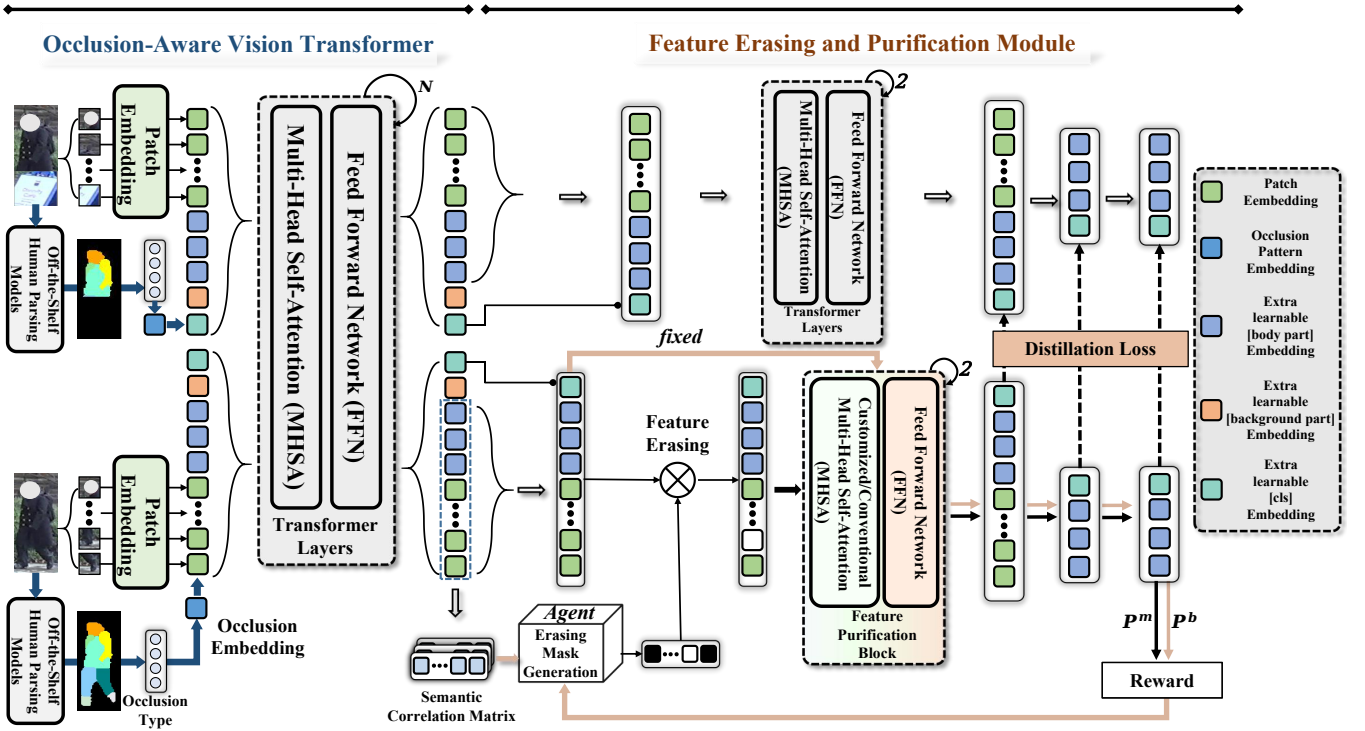 Occlusion-Aware Vision Transformer
Feature Erasing and Purification Module
Patch
Embedding
Off-the-Shelf
Human Parsing
Models
Multi-Head Self-Attention (MHSA)
Feed Forward Network (FFN)
N
Transformer
Layers
Multi-Head Self-Attention
(MHSA)
Feed Forward Network
(FFN)
2
Transformer
Layers
Patch
Embedding
Occlusion
Pattern
Embedding
Extra
learnable
[body part]
Embedding
Extra
learnable
[background part]
Embedding
Extra
learnable
[cls]
Embedding
fixed
Distillation Loss
Patch
Embedding
Off-the-Shelf
Human Parsing
Models
Occlusion
Embedding
Occlusion
Type
Feature
Erasing
Customized/Conventional
Multi-Head Self-Attention
(MHSA)
Feed Forward Network
(FFN)
2
Feature
Purification
Block
Semantic
Correlation Matrix
Agent
Erasing
Mask
Generation
P^m
P^b
Reward